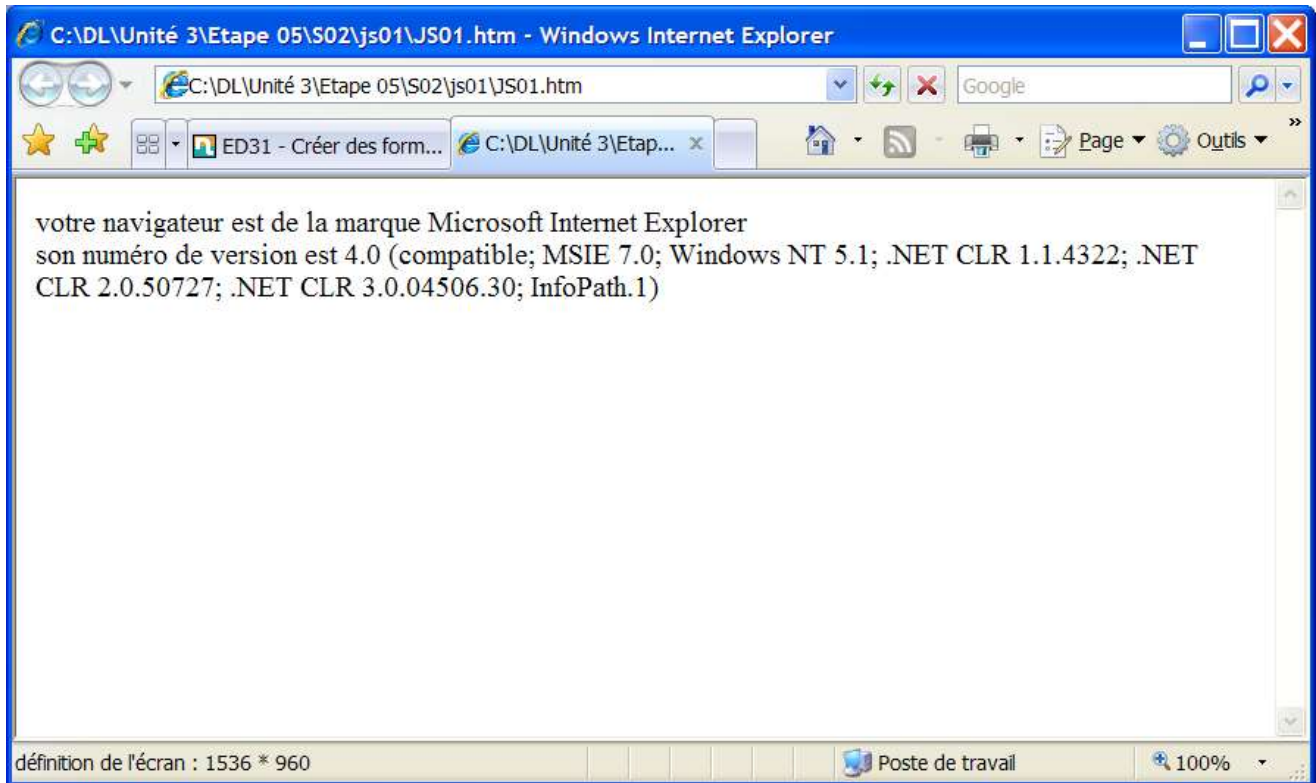 C:\DL\Unité 3\Etape 05\S02\js01\JS01.htm - Windows Internet Explorer
C:\DL\Unité 3\Etape 05\S02\js01\JS01.htm
Google
ED31 - Créer des form...
C:\DL\Unité 3\Etap...
Page
Outils
votre navigateur est de la marque Microsoft Internet Explorer
son numéro de version est 4.0 (compatible; MSIE 7.0; Windows NT 5.1; .NET CLR 1.1.4322; .NET
CLR 2.0.50727; .NET CLR 3.0.04506.30; InfoPath.1)
définition de l'écran : 1536 * 960
Poste de travail
100%